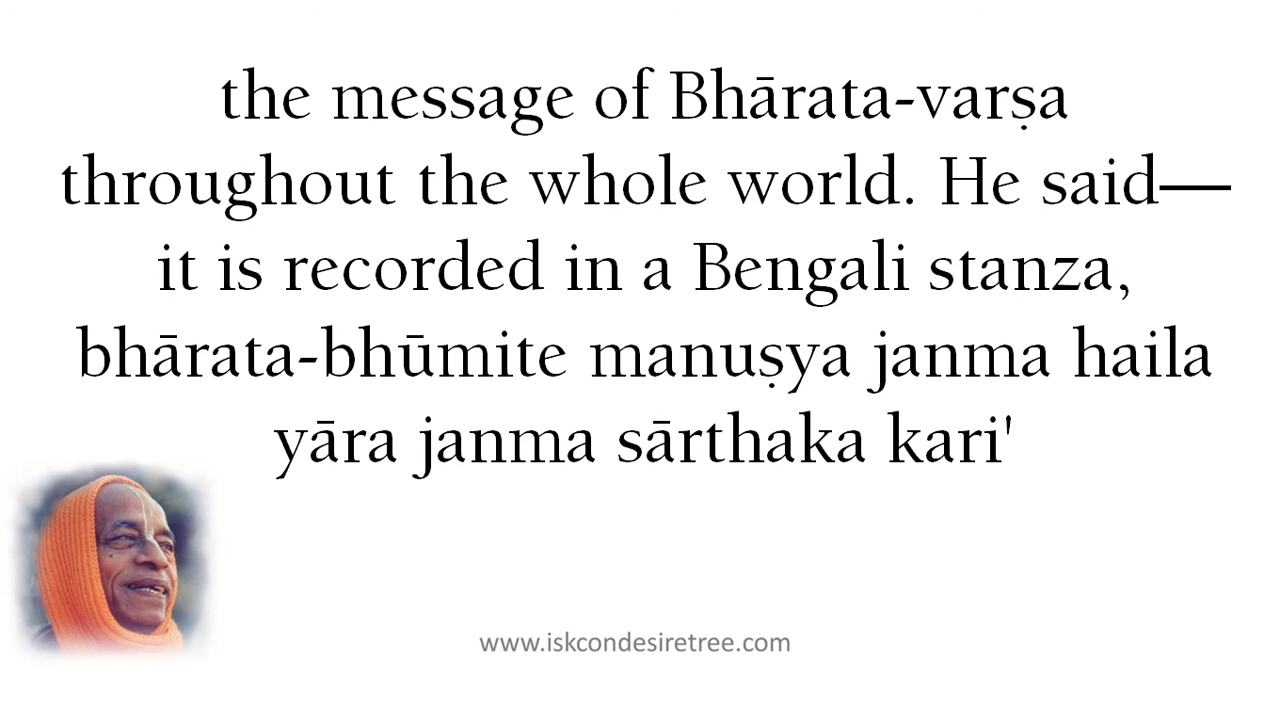 the message of Bhārata-varṣa
throughout the whole world. He said—
it is recorded in a Bengali stanza,
bhārata-bhūmite manuṣya janma haila
yāra janma sārthaka kari'
www.iskcondesiretree.com